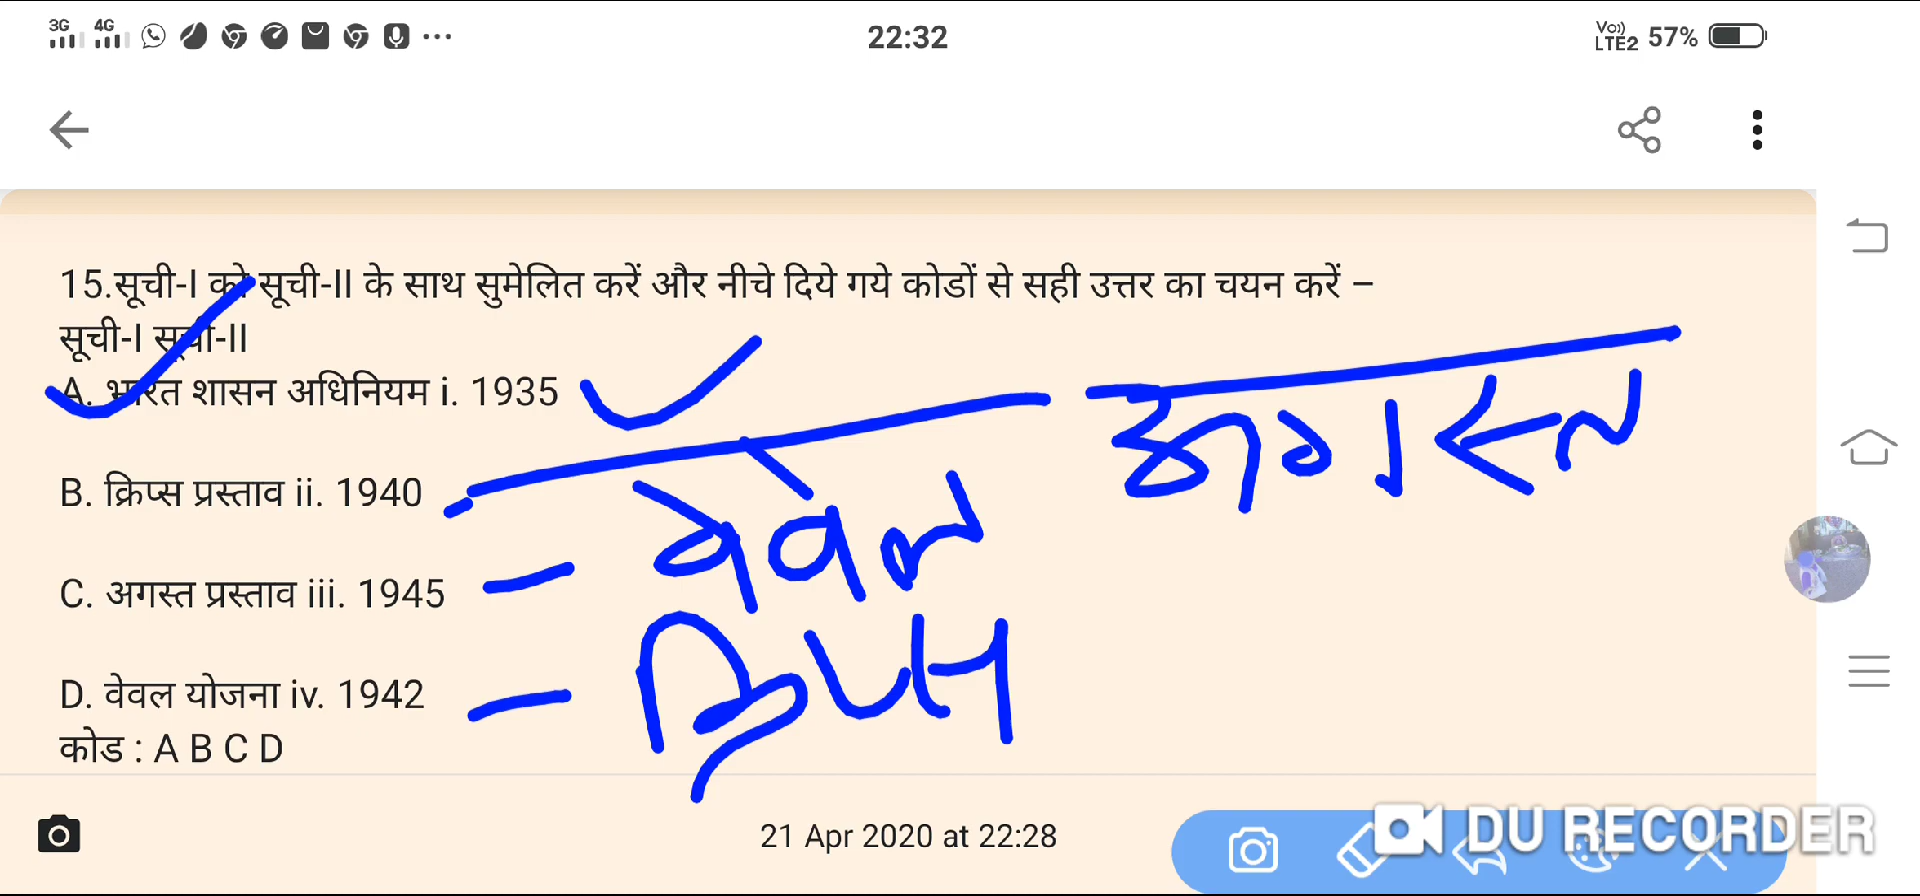 3G 4G 22:32 Vo)) LTE2 57%
15.सूची-I को सूची-II के साथ सुमेलित करें और नीचे दिये गये कोडों से सही उत्तर का चयन करें –
सूची-I सूची-II
A. भारत शासन अधिनियम i. 1935
B. क्रिप्स प्रस्ताव ii. 1940
अगस्त
C. अगस्त प्रस्ताव iii. 1945
वेवल
D. वेवल योजना iv. 1942
क्रिप्स
कोड : A B C D
21 Apr 2020 at 22:28
DU RECORDER